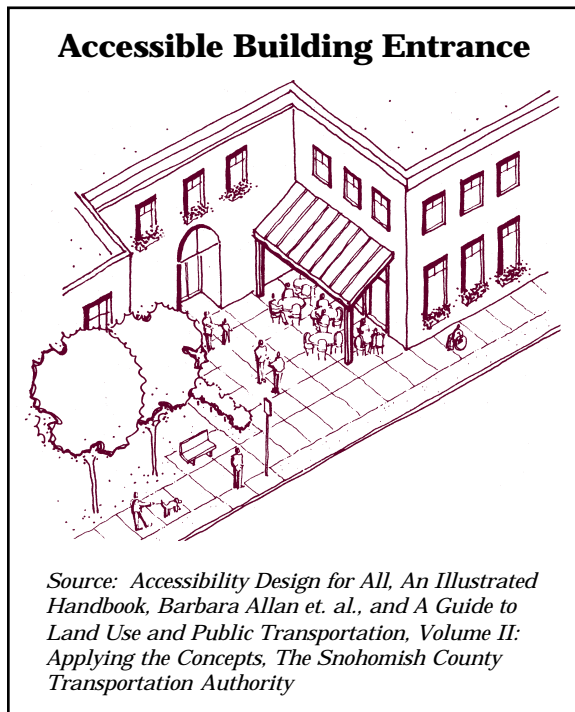 Accessible Building Entrance
Source: Accessibility Design for All, An Illustrated
Handbook, Barbara Allan et. al., and A Guide to
Land Use and Public Transportation, Volume II:
Applying the Concepts, The Snohomish County
Transportation Authority